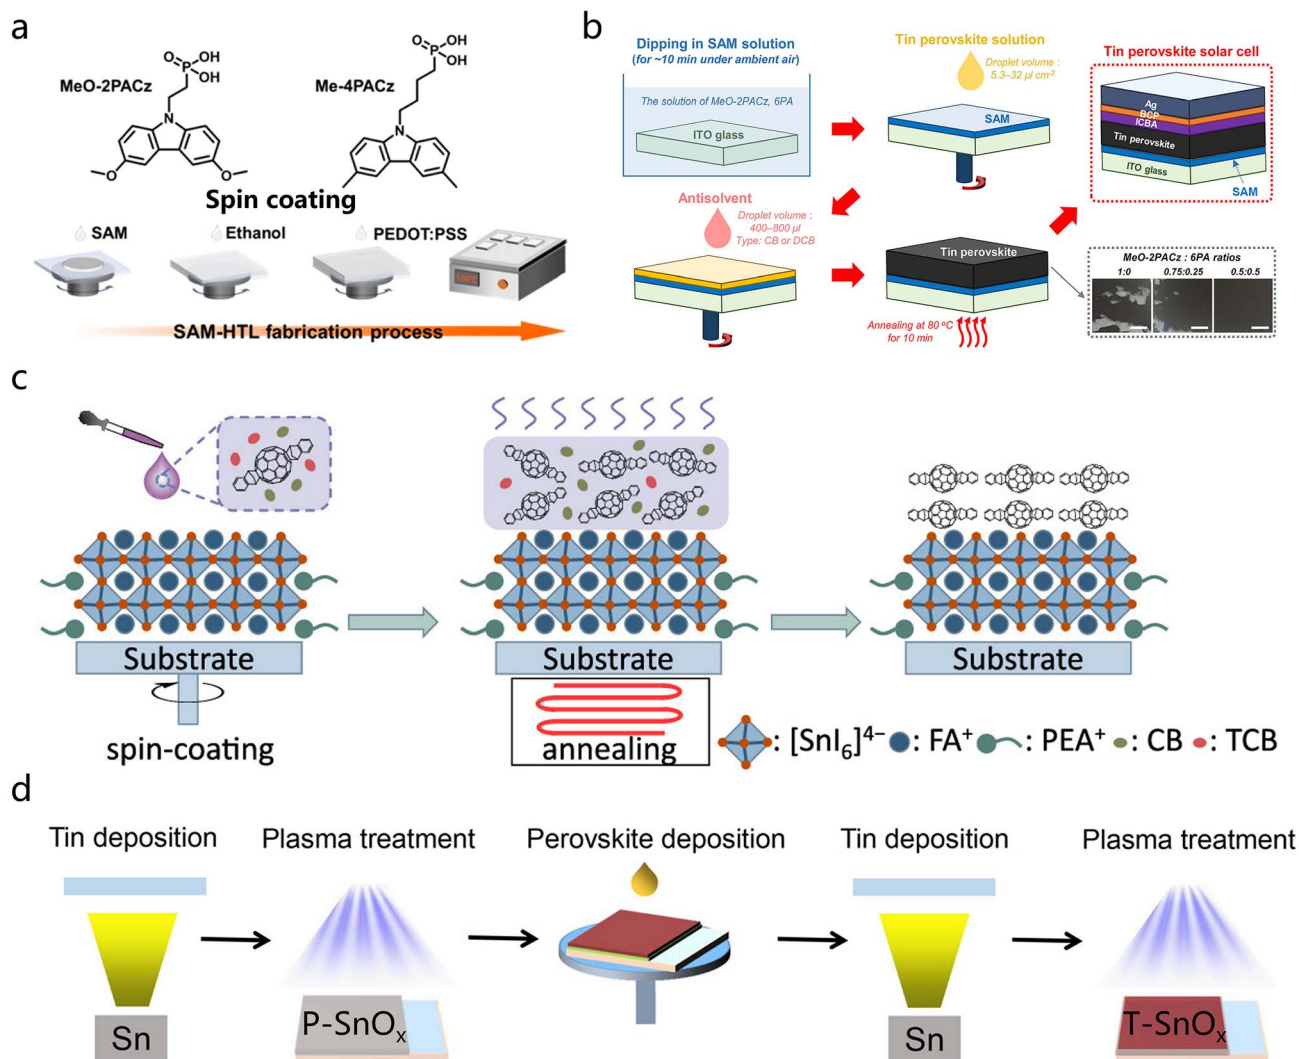 a
MeO-2PACz
O
P
OH
OH
N
O
O
Me-4PACz
O
P
OH
OH
N
Spin coating
SAM
Ethanol
PEDOT:PSS
100°C
SAM-HTL fabrication process
b
Dipping in SAM solution
(for ~10 min under ambient air)
The solution of MeO-2PACz, 6PA
ITO glass
Tin perovskite solution
Droplet volume :
5.3–32 μl cm⁻²
SAM
Tin perovskite solar cell
Ag
BCP
ICBA
Tin perovskite
ITO glass
SAM
Antisolvent
Droplet volume :
400–800 μl
Type: CB or DCB
Tin perovskite
Annealing at 80 °C
for 10 min
MeO-2PACz : 6PA ratios
1:0 0.75:0.25 0.5:0.5
c
Substrate
spin-coating
Substrate
annealing
Substrate
: [SnI₆]⁴⁻ : FA⁺ : PEA⁺ : CB : TCB
d
Tin deposition
Sn
Plasma treatment
P-SnOₓ
Perovskite deposition
Tin deposition
Sn
Plasma treatment
T-SnOₓ